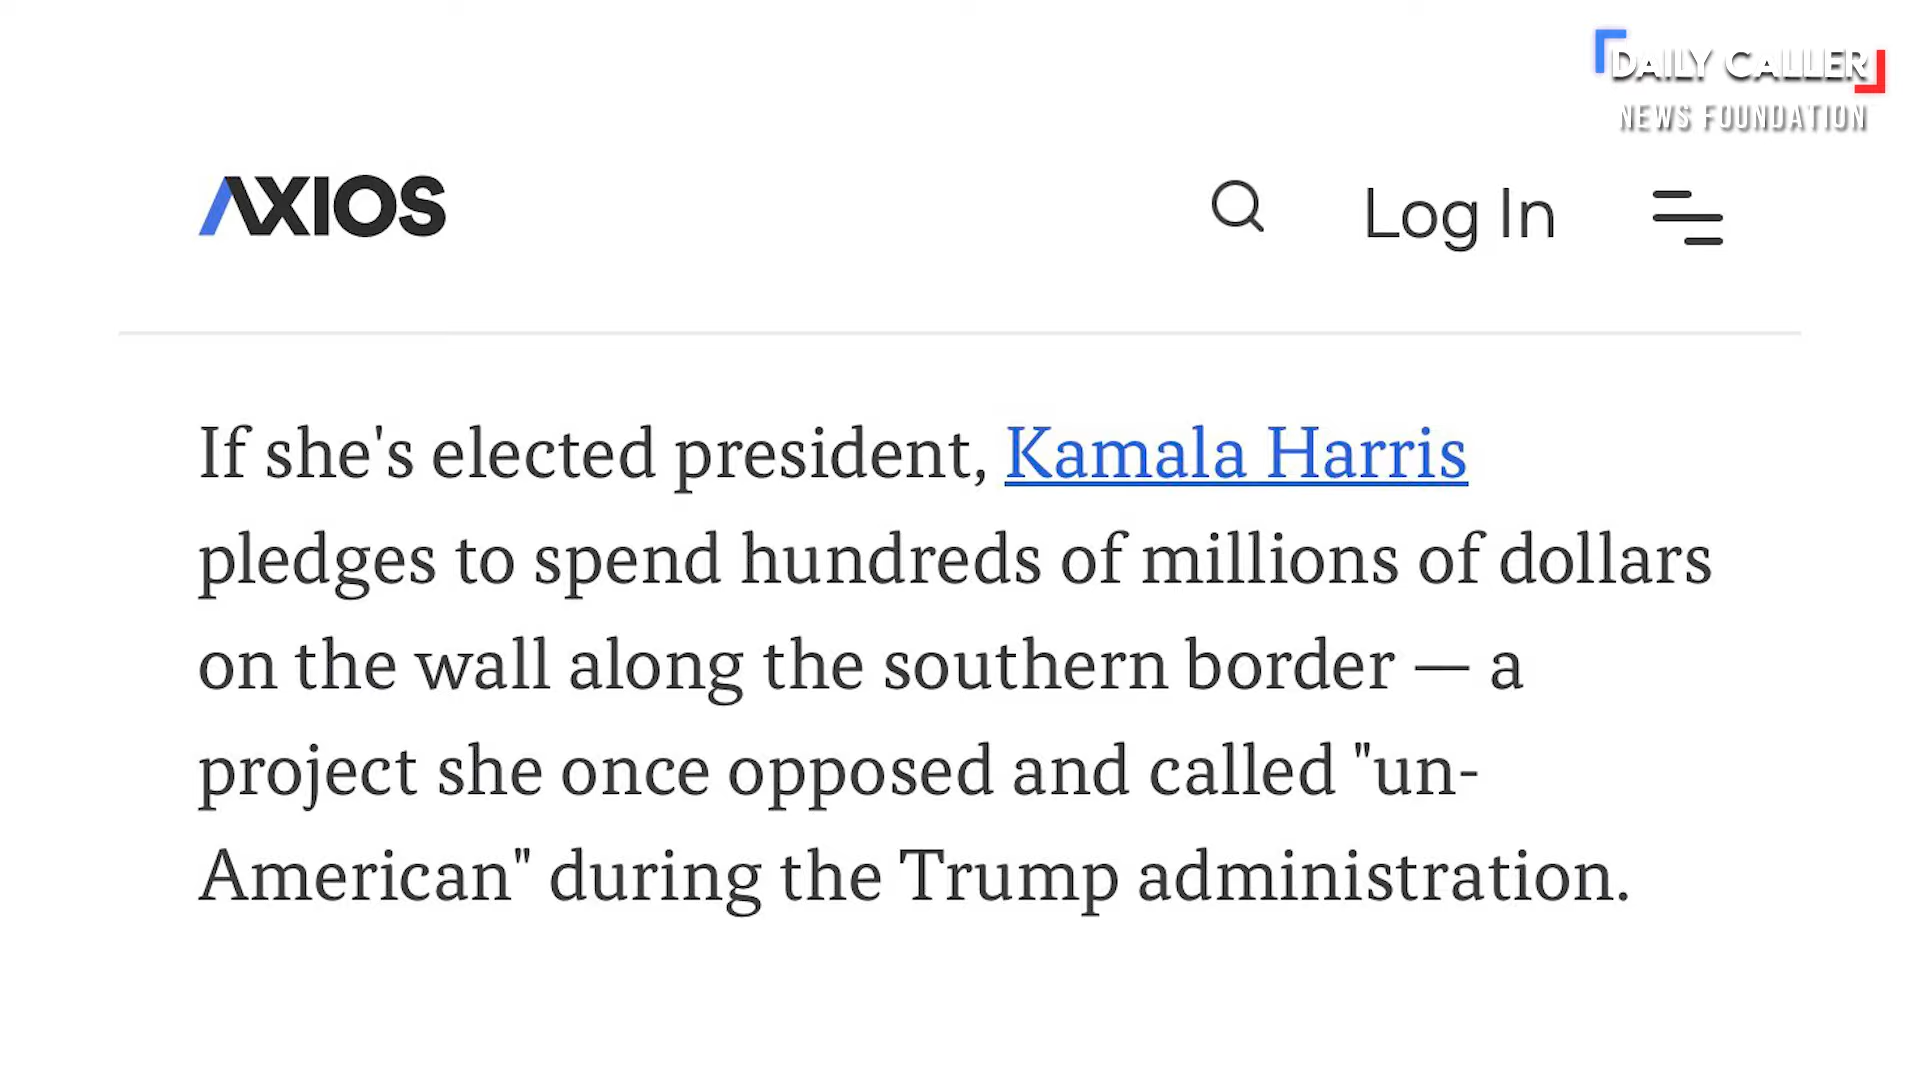 DAILY CALLER
NEWS FOUNDATION
AXIOS
Log In
If she's elected president, Kamala Harris
pledges to spend hundreds of millions of dollars
on the wall along the southern border — a
project she once opposed and called "un-
American" during the Trump administration.